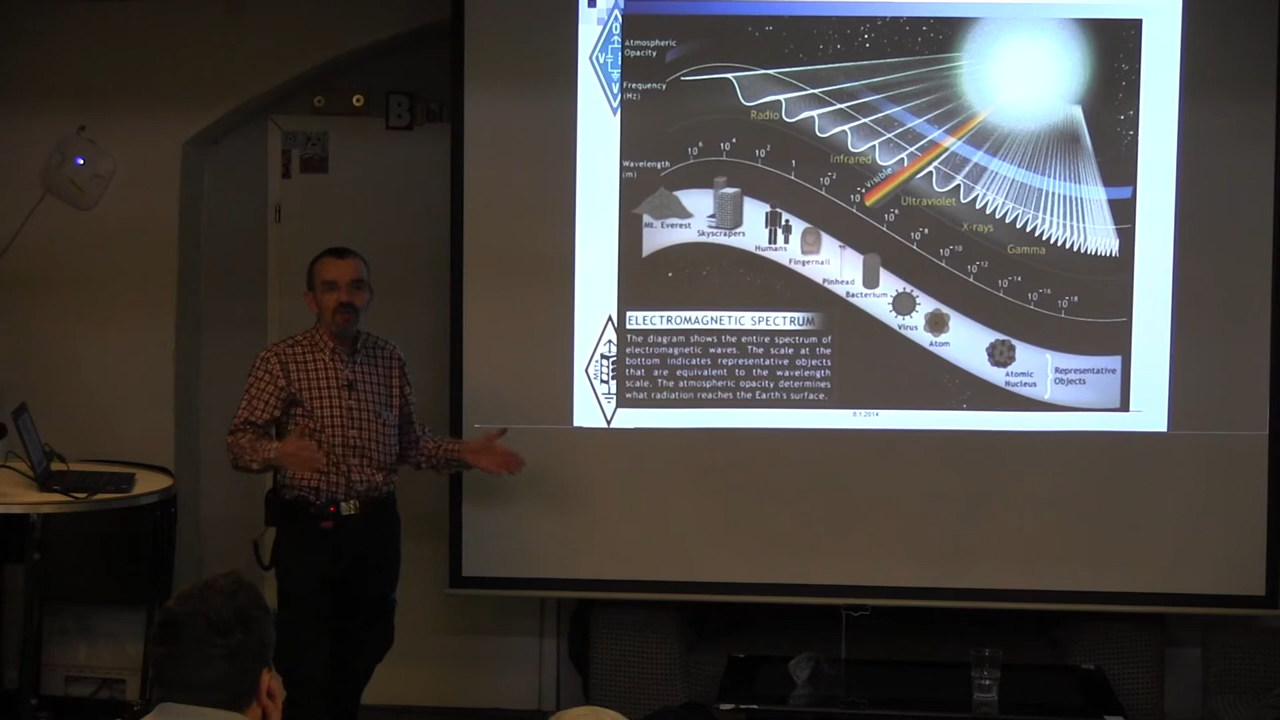 Atmospheric
Opacity
Frequency
(Hz)
Radio
Infrared
Visible
Ultraviolet
X-rays
Gamma
Wavelength
(m)
10⁶
10⁴
10²
1
10⁻²
10⁻⁴
10⁻⁶
10⁻⁸
10⁻¹⁰
10⁻¹²
10⁻¹⁴
10⁻¹⁶
10⁻¹⁸
Mt. Everest
Skyscrapers
Humans
Fingernail
Pinhead
Bacterium
Virus
Atom
Atomic
Nucleus
Representative
Objects
ELECTROMAGNETIC SPECTRUM
The diagram shows the entire spectrum of
electromagnetic waves. The scale at the
bottom indicates representative objects
that are equivalent to the wavelength
scale. The atmospheric opacity determines
what radiation reaches the Earth's surface.
8.1.2014